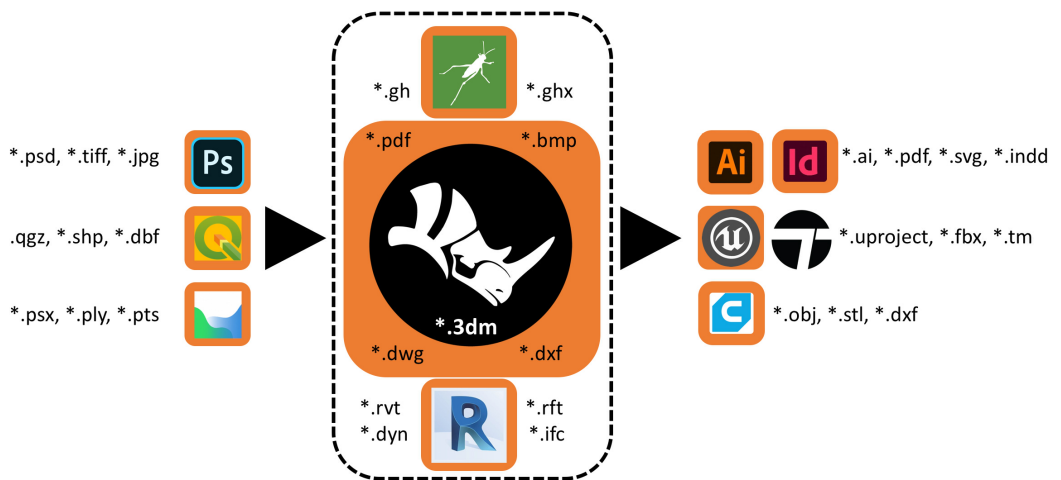 *.gh
*.ghx
*.pdf
*.bmp
*.psd, *.tiff, *.jpg
Ps
Ai
Id
*.ai, *.pdf, *.svg, *.indd
.qgz, *.shp, *.dbf
*.uproject, *.fbx, *.tm
*.psx, *.ply, *.pts
*.3dm
C
*.obj, *.stl, *.dxf
*.dwg
*.dxf
*.rvt
*.rft
*.dyn
R
*.ifc